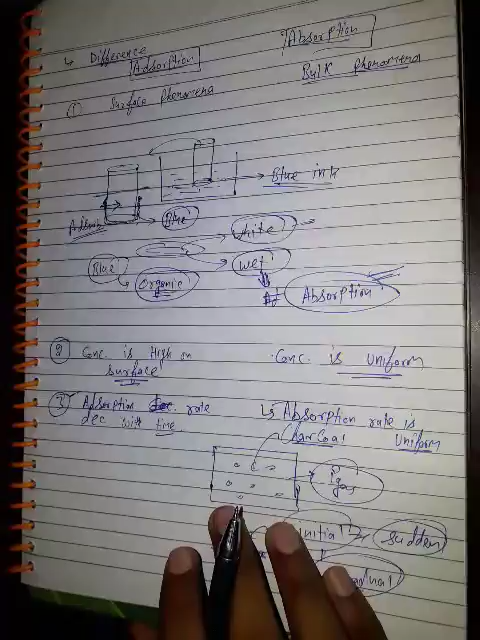 ↳ Difference
Adsorption
Absorption
① Surface phenomena
Bulk phenomena
Blue ink
Blue
White
Blue
Wet
Organic
Absorption
② Conc. is High on
surface
Conc. is uniform
③ Adsorption rate
dec with time
↳ Absorption rate is
Uniform
CharCoal
P gas
initial
Sudden